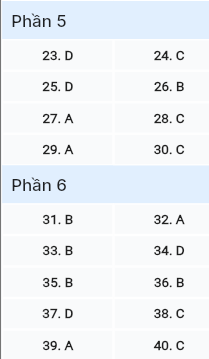 Phần 5
23. D 24. C
25. D 26. B
27. A 28. C
29. A 30. C
Phần 6
31. B 32. A
33. B 34. D
35. B 36. B
37. D 38. C
39. A 40. C